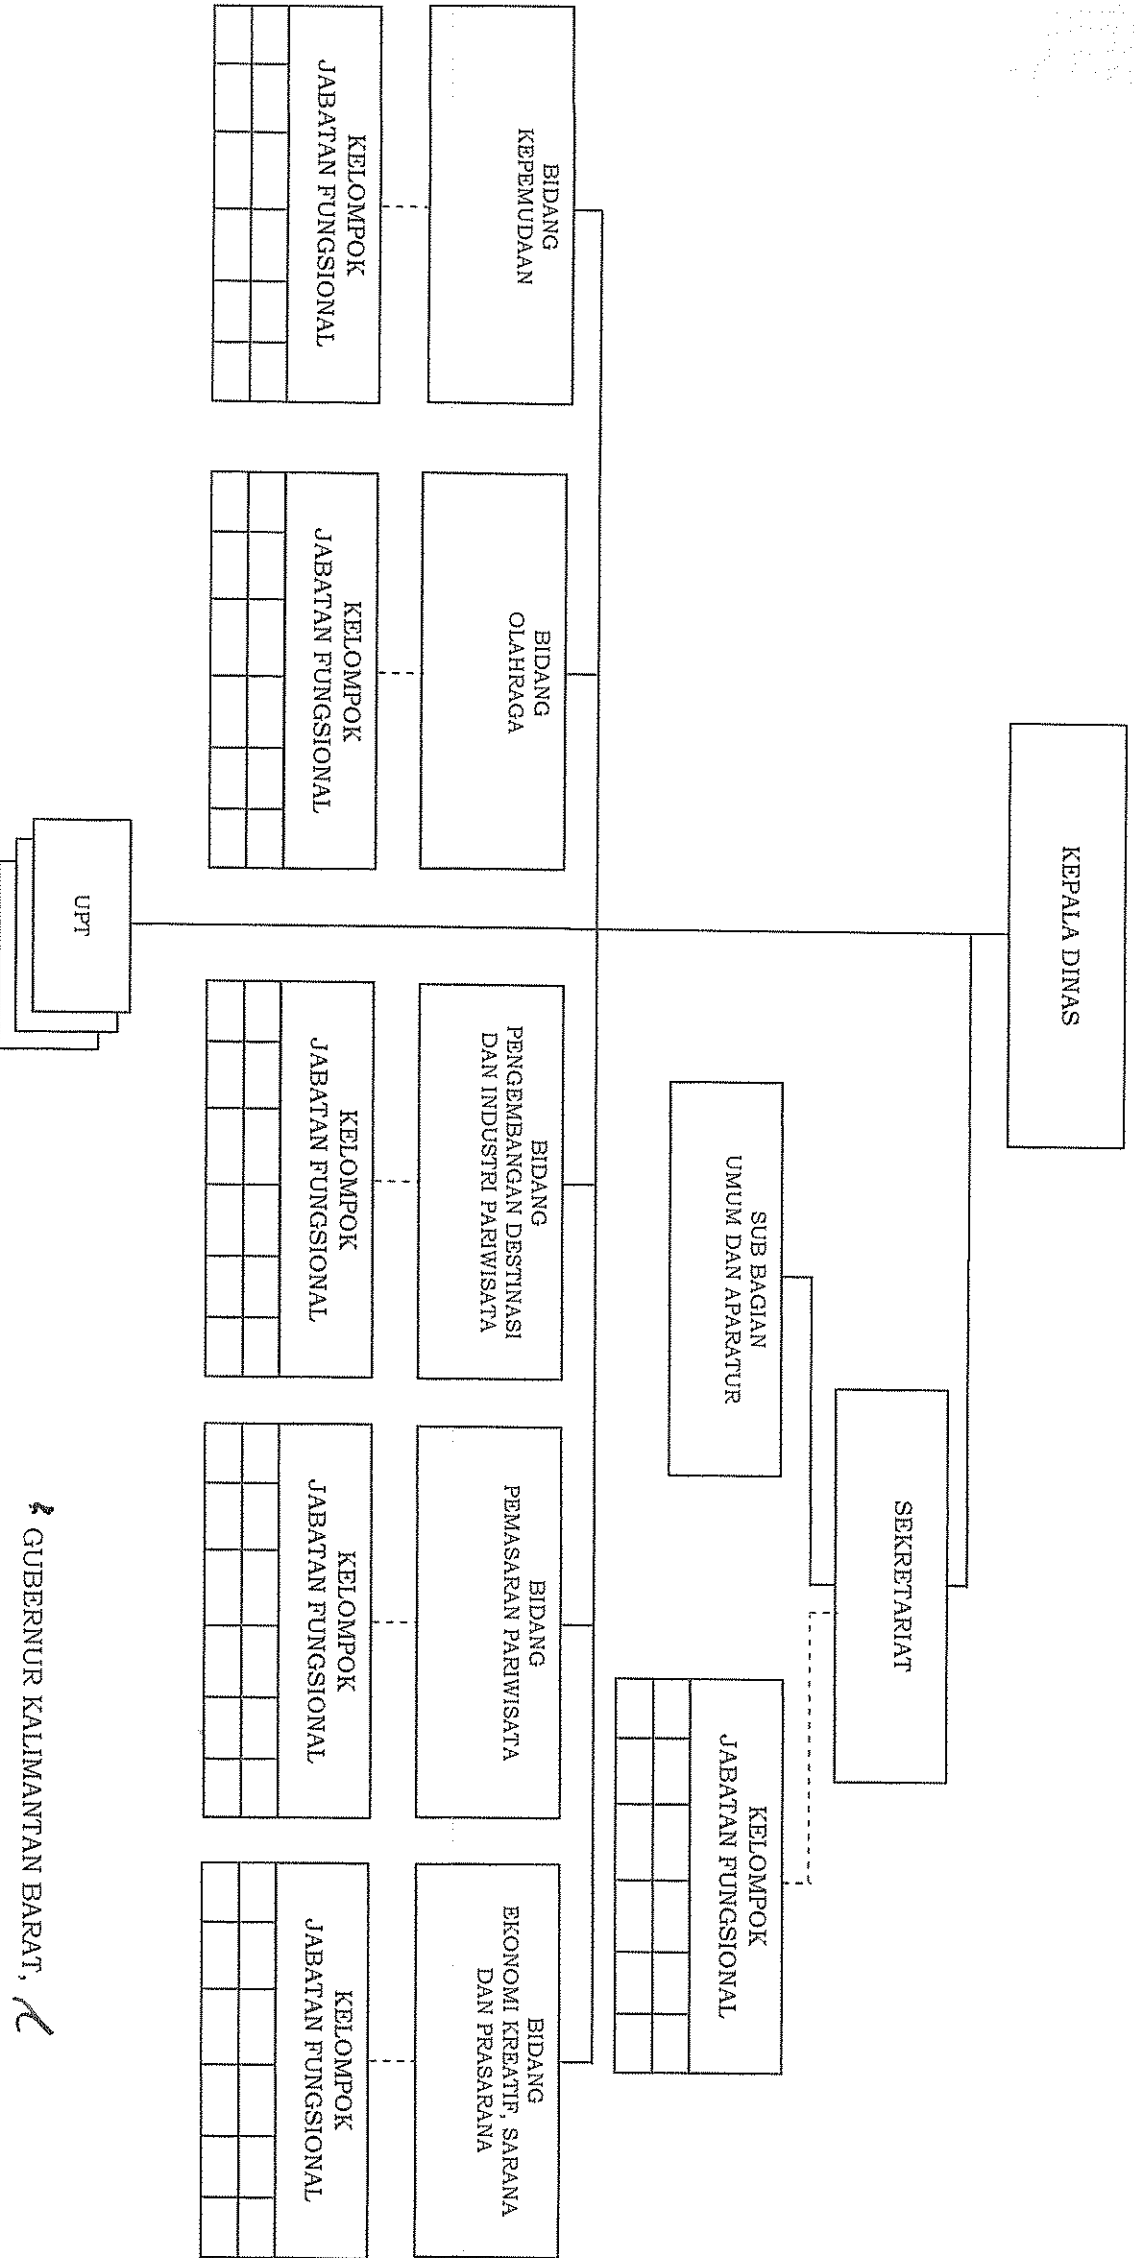 KEPALA DINAS
SEKRETARIAT
SUB BAGIAN
UMUM DAN APARATUR
KELOMPOK
JABATAN FUNGSIONAL
BIDANG
KEPEMUDAAN
BIDANG
OLAHRAGA
BIDANG
PENGEMBANGAN DESTINASI
DAN INDUSTRI PARIWISATA
BIDANG
PEMASARAN PARIWISATA
BIDANG
EKONOMI KREATIF, SARANA
DAN PRASARANA
KELOMPOK
JABATAN FUNGSIONAL
KELOMPOK
JABATAN FUNGSIONAL
KELOMPOK
JABATAN FUNGSIONAL
KELOMPOK
JABATAN FUNGSIONAL
KELOMPOK
JABATAN FUNGSIONAL
UPT
GUBERNUR KALIMANTAN BARAT,